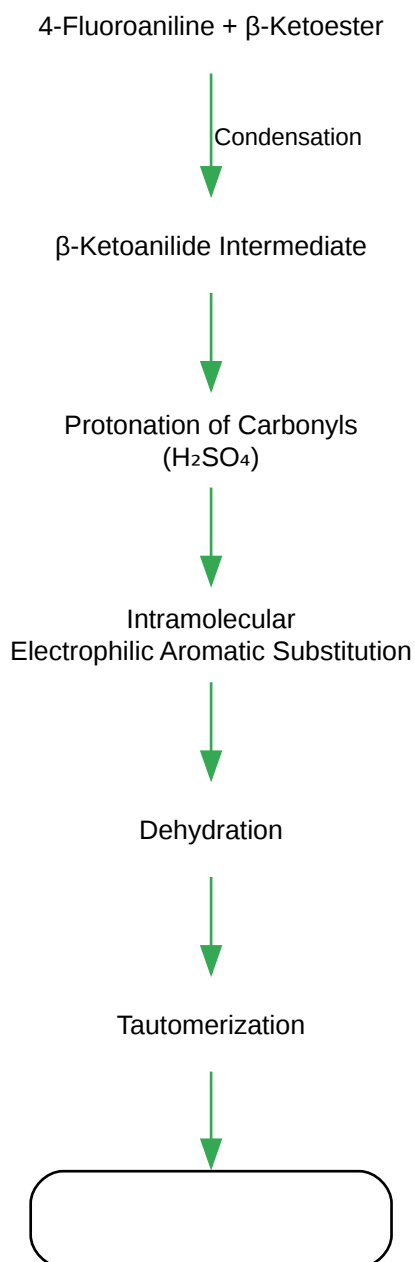 4-Fluoroaniline + β-Ketoester
Condensation
β-Ketoanilide Intermediate
Protonation of Carbonyls
(H₂SO₄)
Intramolecular
Electrophilic Aromatic Substitution
Dehydration
Tautomerization